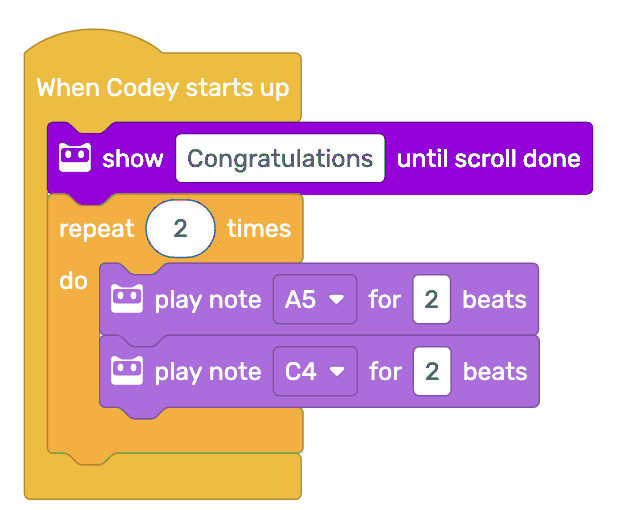 When Codey starts up
show Congratulations until scroll done
repeat 2 times
do
play note A5 for 2 beats
play note C4 for 2 beats